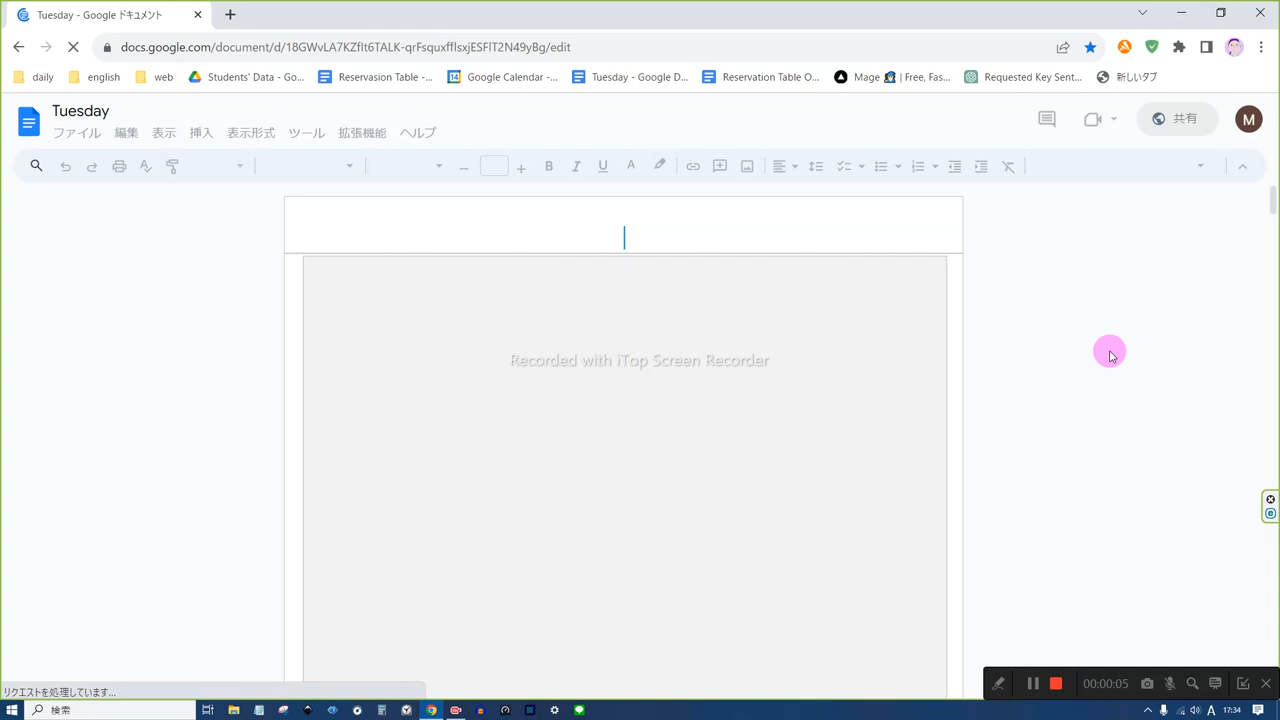 Tuesday - Google ドキュメント
docs.google.com/document/d/18GWvLA7KZflt6TALK-qrFsquxfflsxjESFlT2N49yBg/edit
daily
english
web
Students' Data - Go...
Reservasion Table -...
Google Calendar -...
Tuesday - Google D...
Reservation Table O...
Mage | Free, Fas...
Requested Key Sent...
新しいタブ
Tuesday
ファイル 編集 表示 挿入 表示形式 ツール 拡張機能 ヘルプ
共有
M
Recorded with iTop Screen Recorder
リクエストを処理しています...
00:00:05
検索
A
17:34